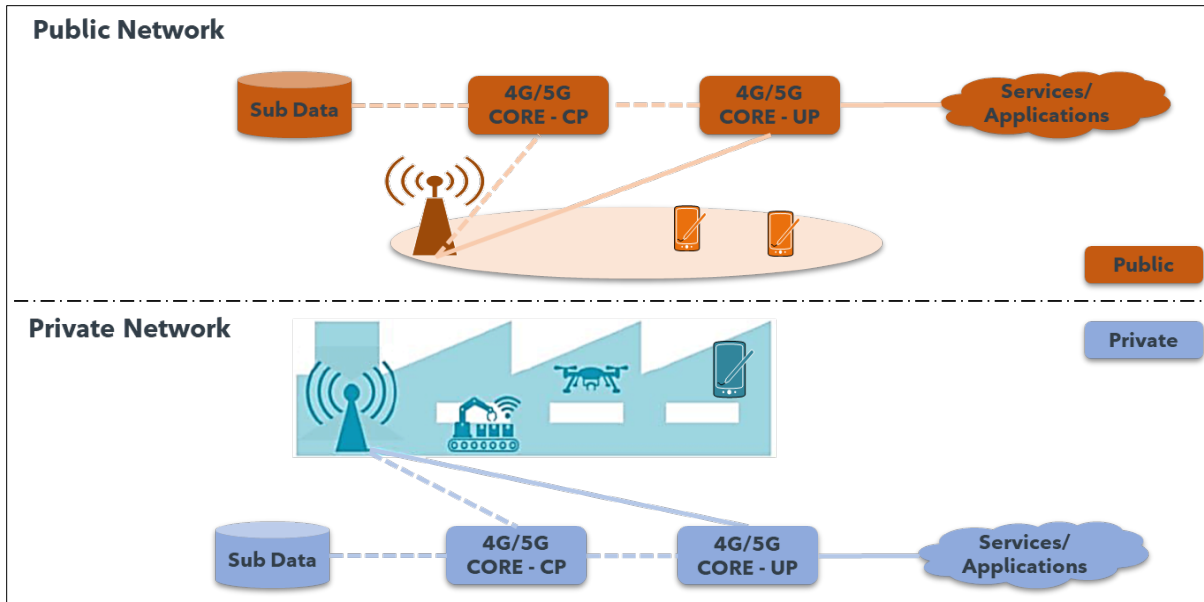 Public Network
Sub Data
4G/5G
CORE - CP
4G/5G
CORE - UP
Services/
Applications
Public
Private Network
Private
Sub Data
4G/5G
CORE - CP
4G/5G
CORE - UP
Services/
Applications